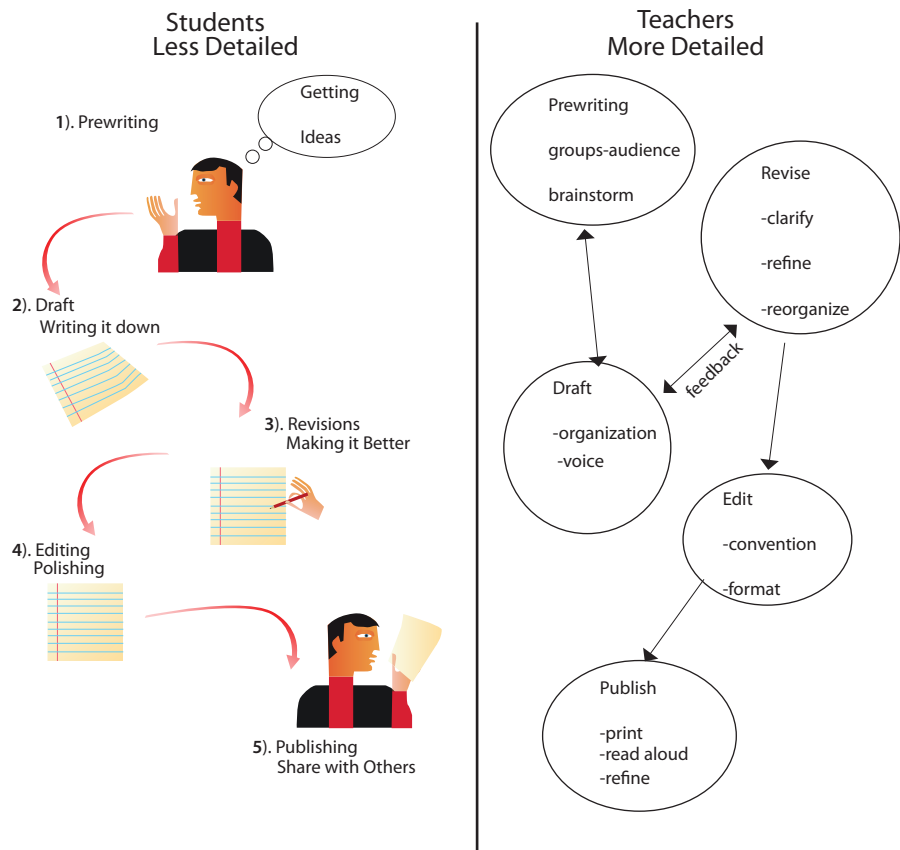 Students
Less Detailed
1). Prewriting
Getting
Ideas
2). Draft
Writing it down
3). Revisions
Making it Better
4). Editing
Polishing
5). Publishing
Share with Others
Teachers
More Detailed
Prewriting
groups-audience
brainstorm
Revise
-clarify
-refine
-reorganize
feedback
Draft
-organization
-voice
Edit
-convention
-format
Publish
-print
-read aloud
-refine